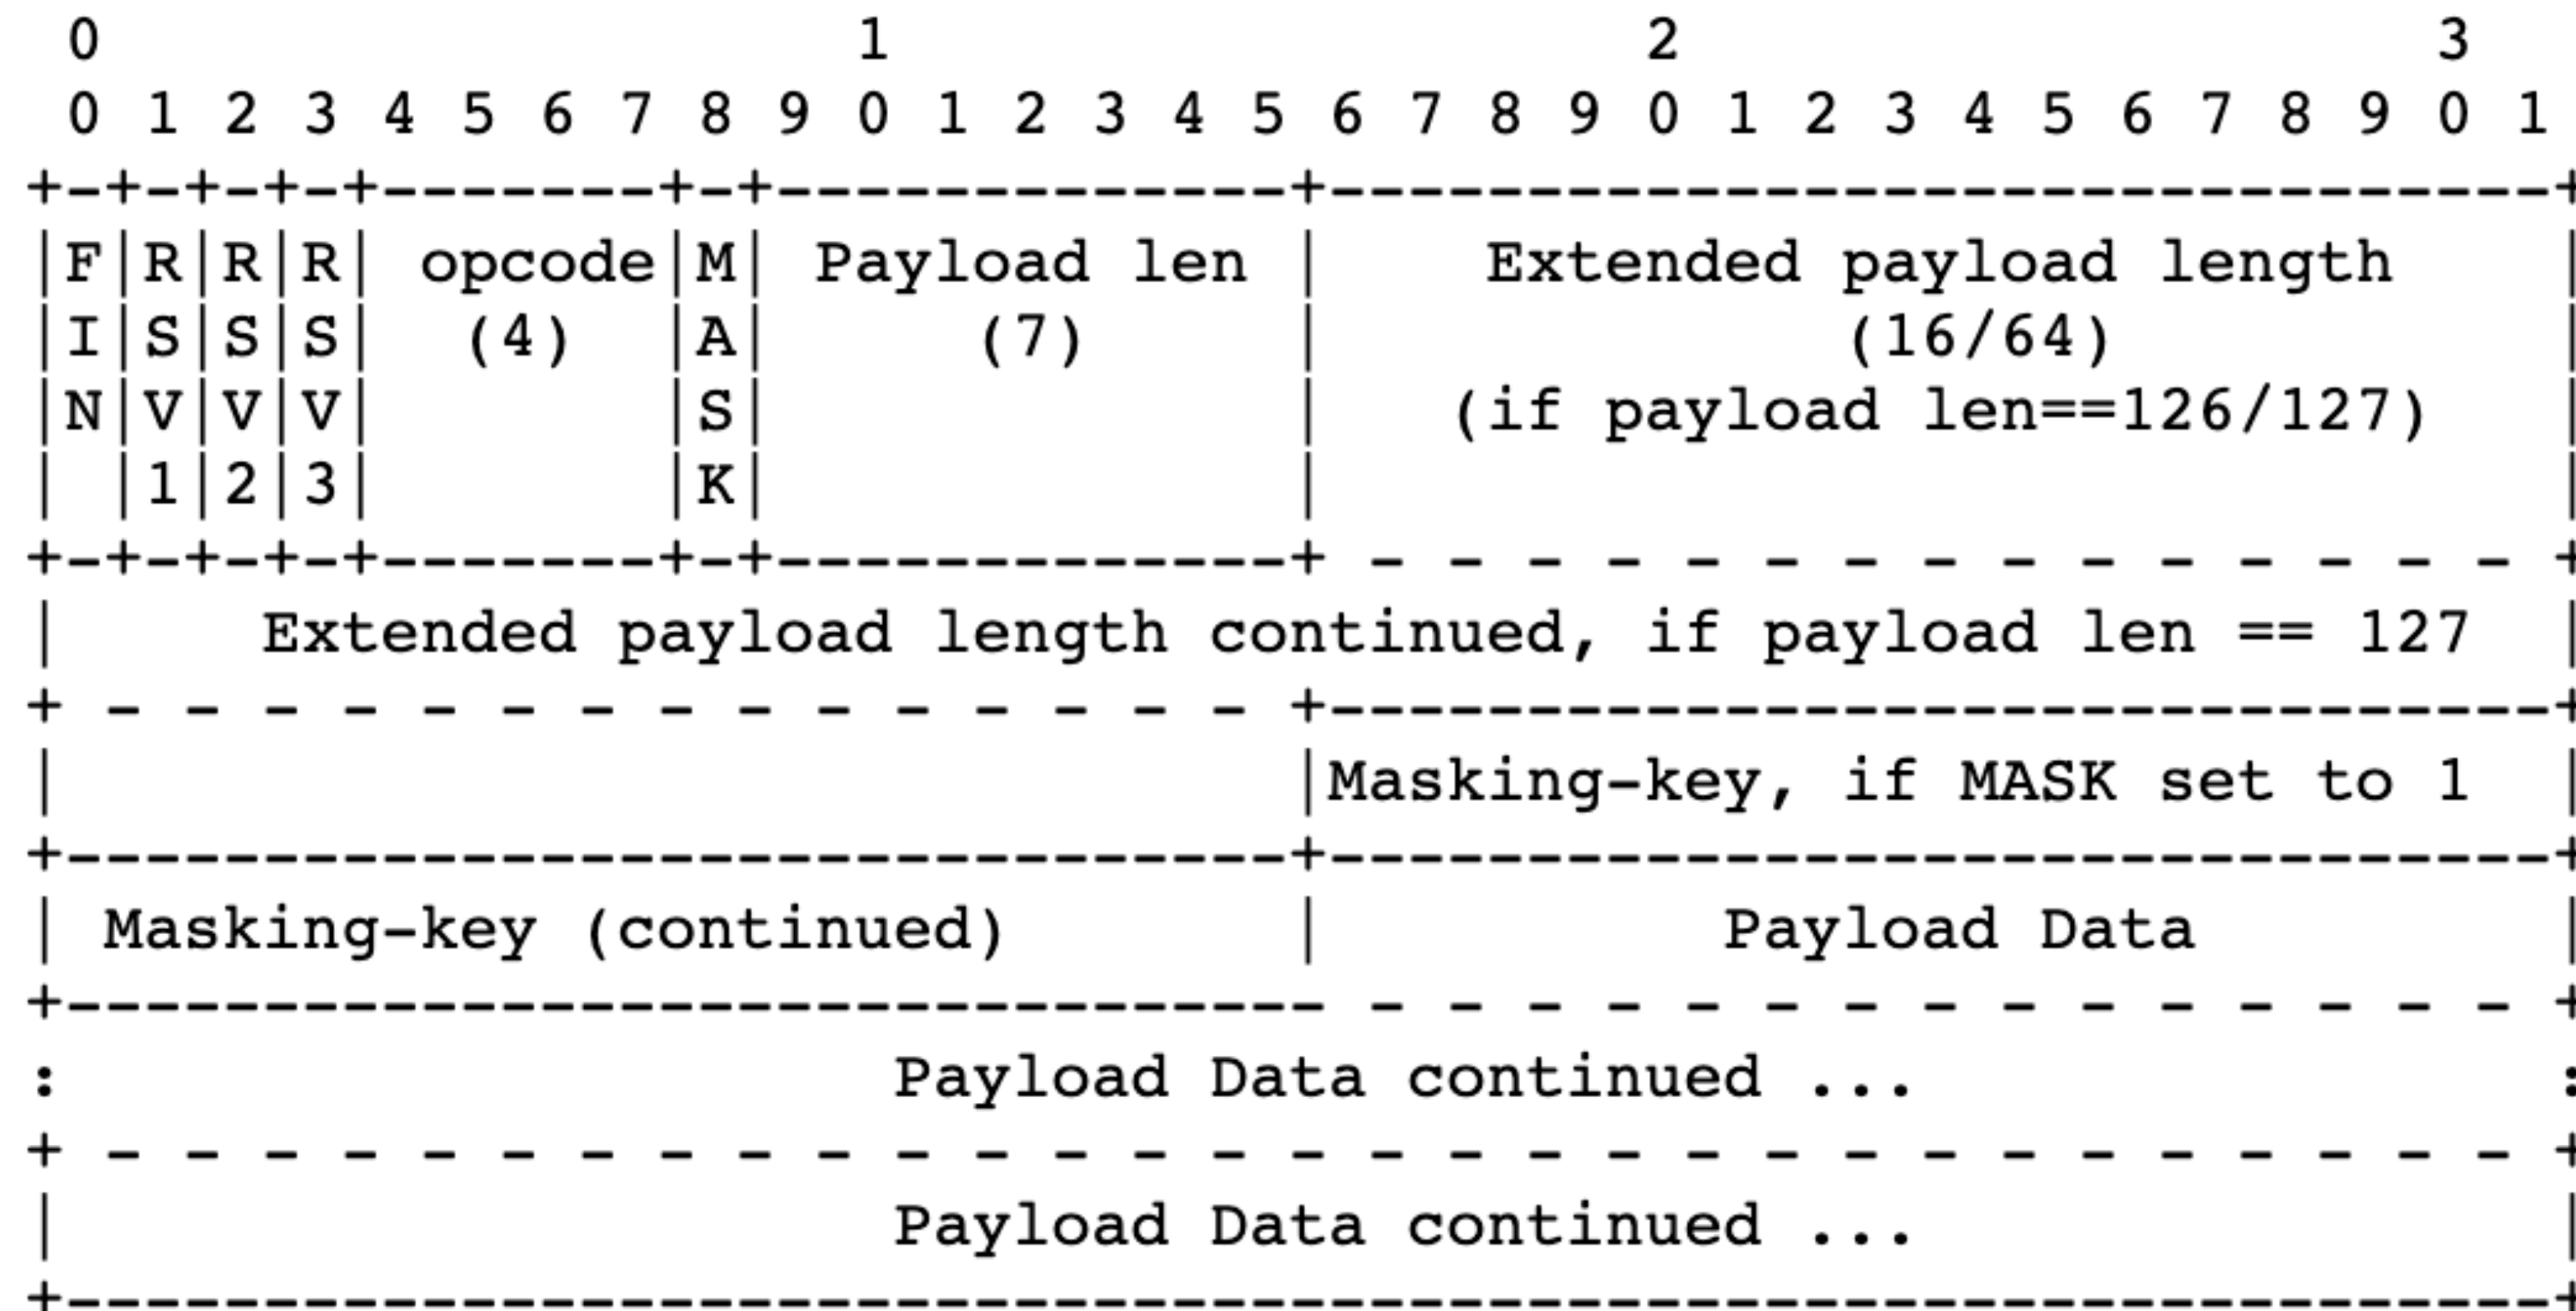 0                   1                   2                   3
 0 1 2 3 4 5 6 7 8 9 0 1 2 3 4 5 6 7 8 9 0 1 2 3 4 5 6 7 8 9 0 1
+-+-+-+-+-------+-+-------------+-------------------------------+
|F|R|R|R| opcode|M| Payload len |    Extended payload length    |
|I|S|S|S|  (4)  |A|     (7)     |             (16/64)           |
|N|V|V|V|       |S|             |   (if payload len==126/127)   |
| |1|2|3|       |K|             |                               |
+-+-+-+-+-------+-+-------------+ - - - - - - - - - - - - - - - +
|     Extended payload length continued, if payload len == 127  |
+ - - - - - - - - - - - - - - - +-------------------------------+
|                               |Masking-key, if MASK set to 1  |
+-------------------------------+-------------------------------+
| Masking-key (continued)       |          Payload Data         |
+-------------------------------- - - - - - - - - - - - - - - - +
:                     Payload Data continued ...                :
+ - - - - - - - - - - - - - - - - - - - - - - - - - - - - - - - +
|                     Payload Data continued ...                |
+---------------------------------------------------------------+